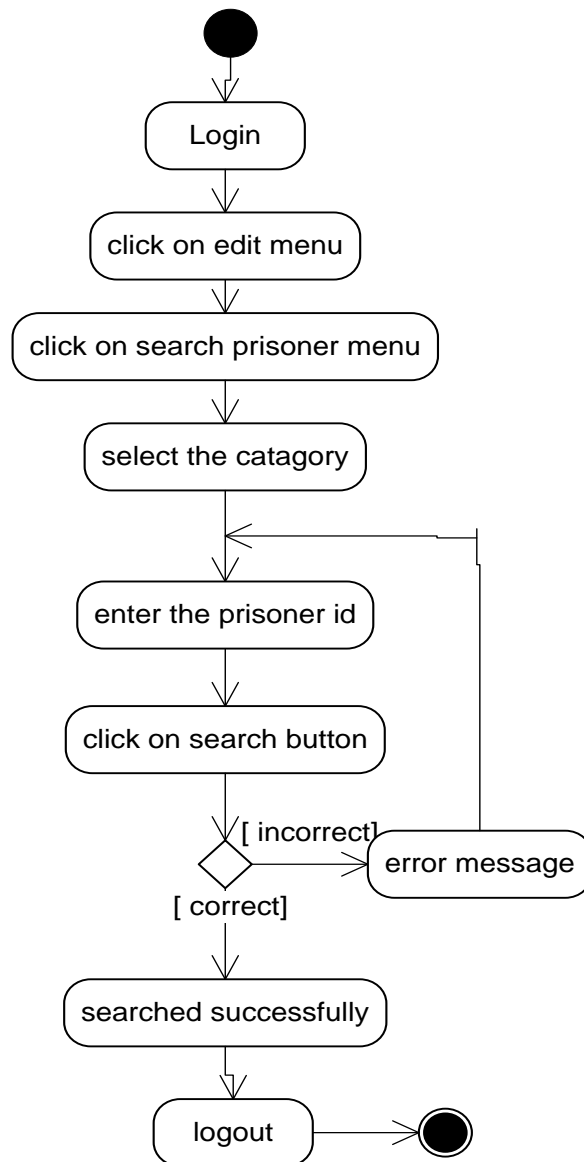 Login
click on edit menu
click on search prisoner menu
select the catagory
enter the prisoner id
click on search button
[ incorrect]
error message
[ correct]
searched successfully
logout